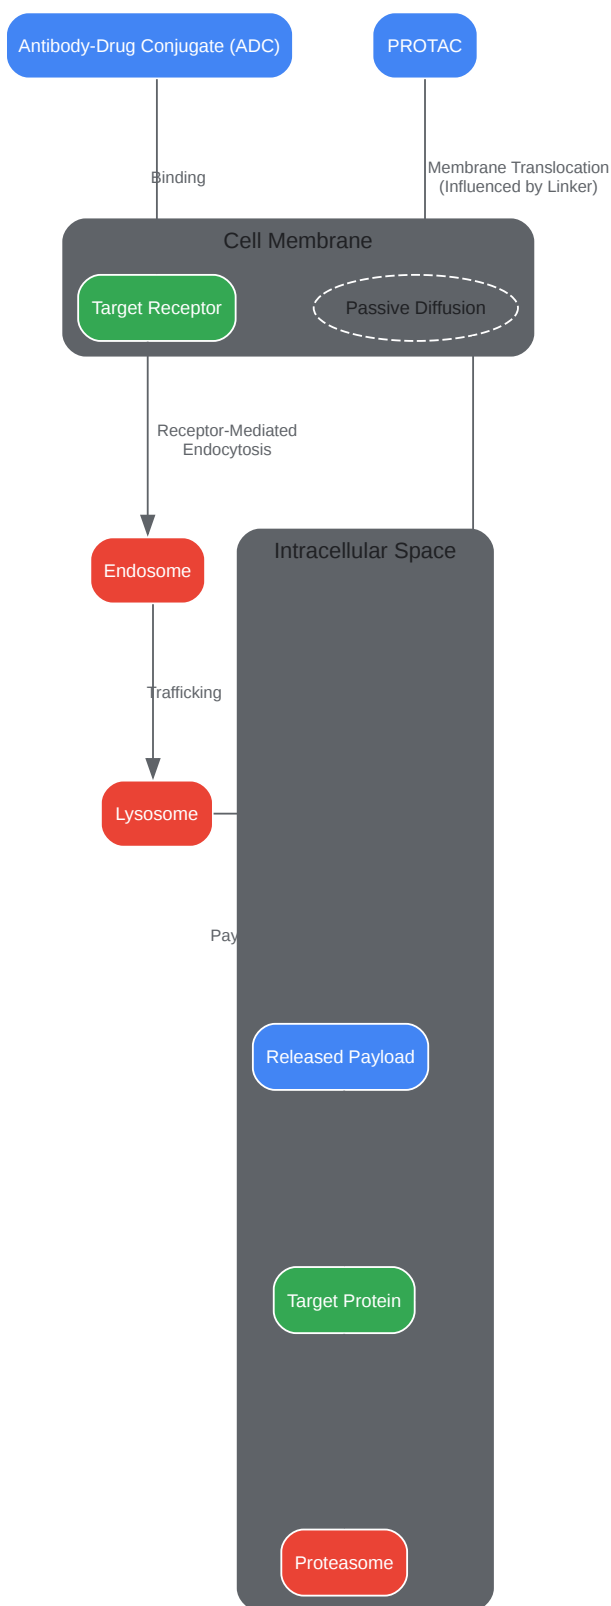 Antibody-Drug Conjugate (ADC)
PROTAC
Binding
Membrane Translocation
(Influenced by Linker)
Cell Membrane
Target Receptor
Passive Diffusion
Receptor-Mediated
Endocytosis
Intracellular Space
Endosome
Trafficking
Lysosome
Pay
Released Payload
Target Protein
Proteasome